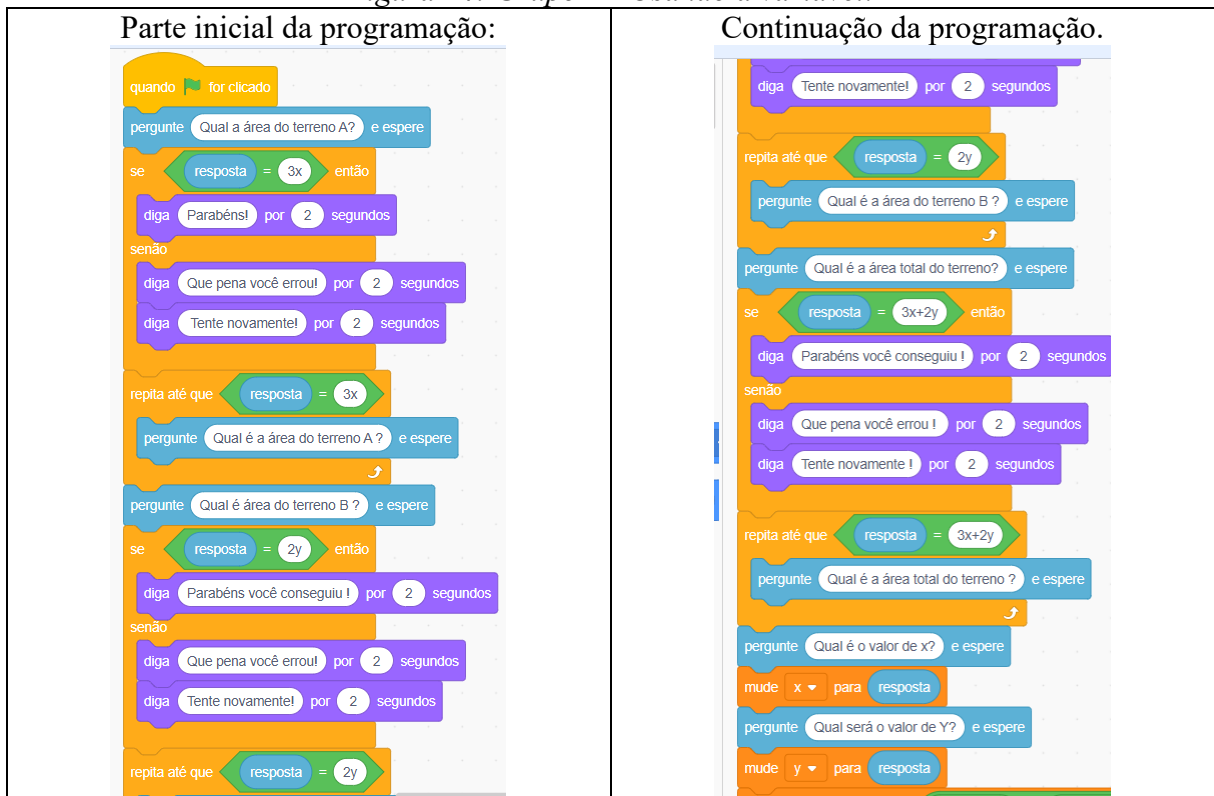 Parte inicial da programação:
quando for clicado
pergunte Qual a área do terreno A? e espere
se resposta = 3x então
diga Parabéns! por 2 segundos
senão
diga Que pena você errou! por 2 segundos
diga Tente novamente! por 2 segundos
repita até que resposta = 3x
pergunte Qual é a área do terreno A ? e espere
pergunte Qual é área do terreno B ? e espere
se resposta = 2y então
diga Parabéns você conseguiu ! por 2 segundos
senão
diga Que pena você errou! por 2 segundos
diga Tente novamente! por 2 segundos
repita até que resposta = 2y
Continuação da programação.
diga Tente novamente! por 2 segundos
repita até que resposta = 2y
pergunte Qual é a área do terreno B ? e espere
pergunte Qual é a área total do terreno? e espere
se resposta = 3x+2y então
diga Parabéns você conseguiu ! por 2 segundos
senão
diga Que pena você errou ! por 2 segundos
diga Tente novamente ! por 2 segundos
repita até que resposta = 3x+2y
pergunte Qual é a área total do terreno ? e espere
pergunte Qual é o valor de x? e espere
mude x para resposta
pergunte Qual será o valor de Y? e espere
mude y para resposta